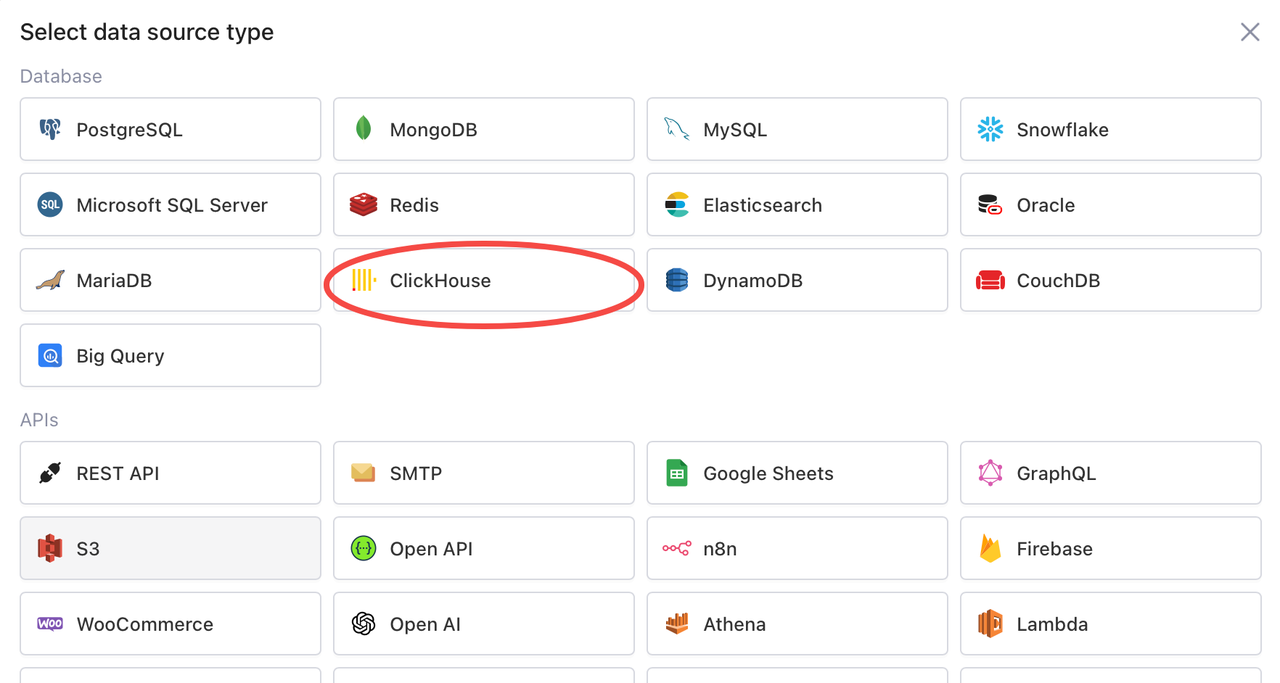 Select data source type
Database
PostgreSQL
MongoDB
MySQL
Snowflake
SQL
Microsoft SQL Server
Redis
Elasticsearch
Oracle
MariaDB
ClickHouse
DynamoDB
CouchDB
Big Query
APIs
REST API
SMTP
Google Sheets
GraphQL
S3
Open API
n8n
Firebase
WOO
WooCommerce
Open AI
Athena
Lambda